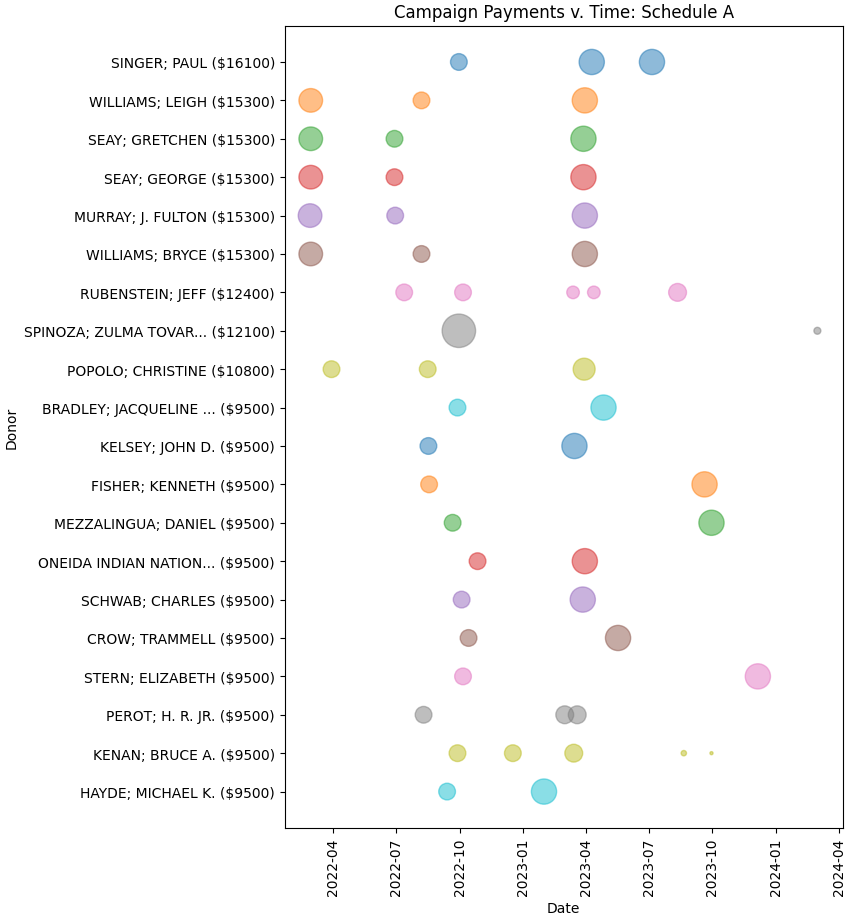 Campaign Payments v. Time: Schedule A
SINGER; PAUL ($16100)
WILLIAMS; LEIGH ($15300)
SEAY; GRETCHEN ($15300)
SEAY; GEORGE ($15300)
MURRAY; J. FULTON ($15300)
WILLIAMS; BRYCE ($15300)
RUBENSTEIN; JEFF ($12400)
SPINOZA; ZULMA TOVAR... ($12100)
POPOLO; CHRISTINE ($10800)
BRADLEY; JACQUELINE ... ($9500)
KELSEY; JOHN D. ($9500)
FISHER; KENNETH ($9500)
MEZZALINGUA; DANIEL ($9500)
ONEIDA INDIAN NATION... ($9500)
SCHWAB; CHARLES ($9500)
CROW; TRAMMELL ($9500)
STERN; ELIZABETH ($9500)
PEROT; H. R. JR. ($9500)
KENAN; BRUCE A. ($9500)
HAYDE; MICHAEL K. ($9500)
Donor
2022-04
2022-07
2022-10
2023-01
2023-04
2023-07
2023-10
2024-01
2024-04
Date